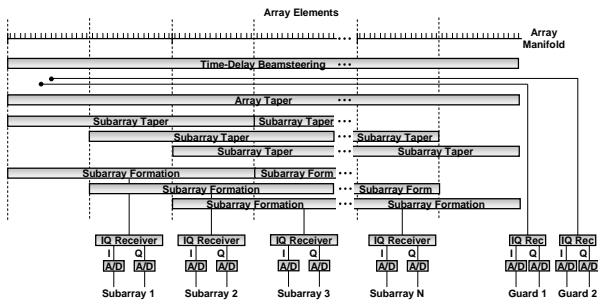 Array Elements
Array Manifold
Time-Delay Beamsteering ···
Array Taper ···
Subarray Taper Subarray Taper ···
Subarray Taper ··· Subarray Taper
Subarray Taper ··· Subarray Taper
Subarray Formation Subarray Form ···
Subarray Formation ··· Subarray Form
Subarray Formation ··· Subarray Formation
IQ Receiver IQ Receiver IQ Receiver IQ Receiver IQ Rec IQ Rec
I Q I Q I Q I Q I Q I Q
A/D A/D A/D A/D A/D A/D A/D A/D A/D A/D A/D A/D
Subarray 1 Subarray 2 Subarray 3 Subarray N Guard 1 Guard 2